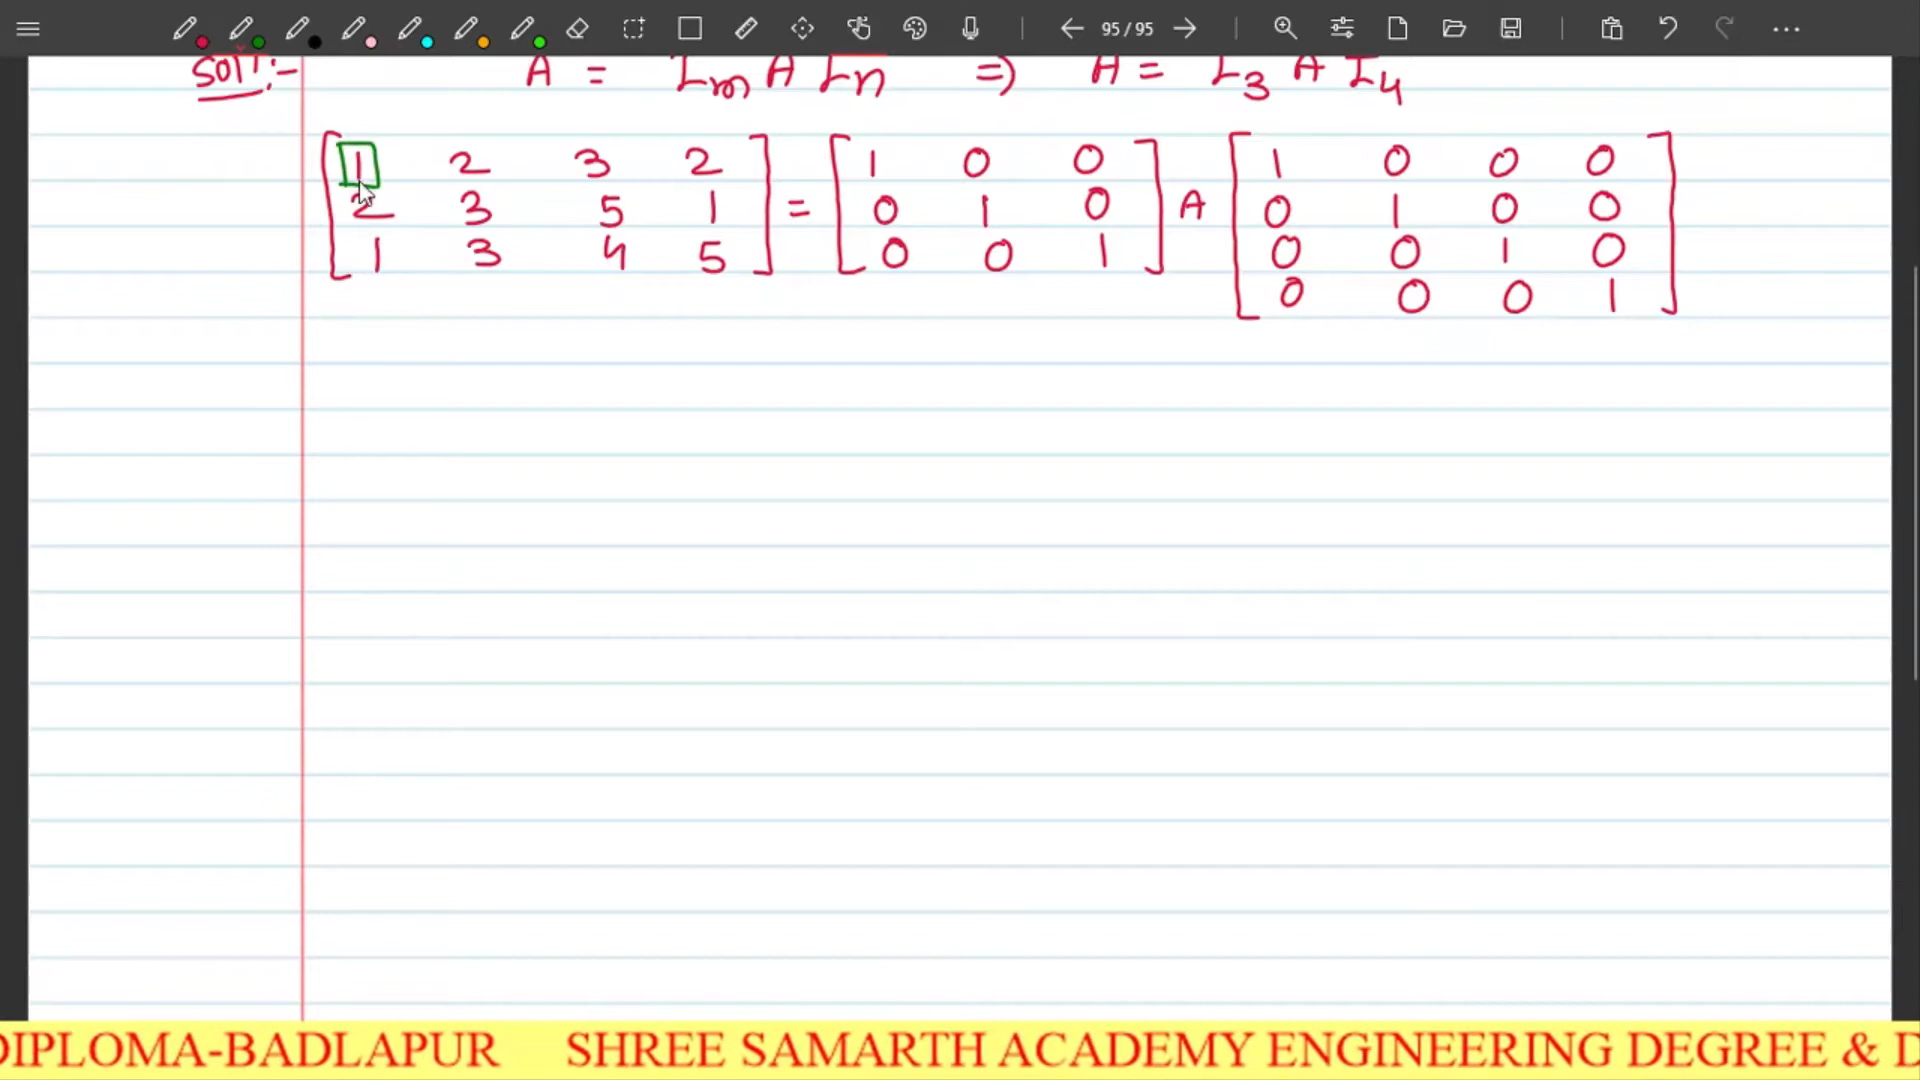 95/95
Soln:- A = Im A In => A = I3 A I4
[1 2 3 2] = [1 0 0] A [1 0 0 0]
[2 3 5 1] [0 1 0] [0 1 0 0]
[1 3 4 5] [0 0 1] [0 0 1 0]
[0 0 0 1]
DIPLOMA-BADLAPUR SHREE SAMARTH ACADEMY ENGINEERING DEGREE & D